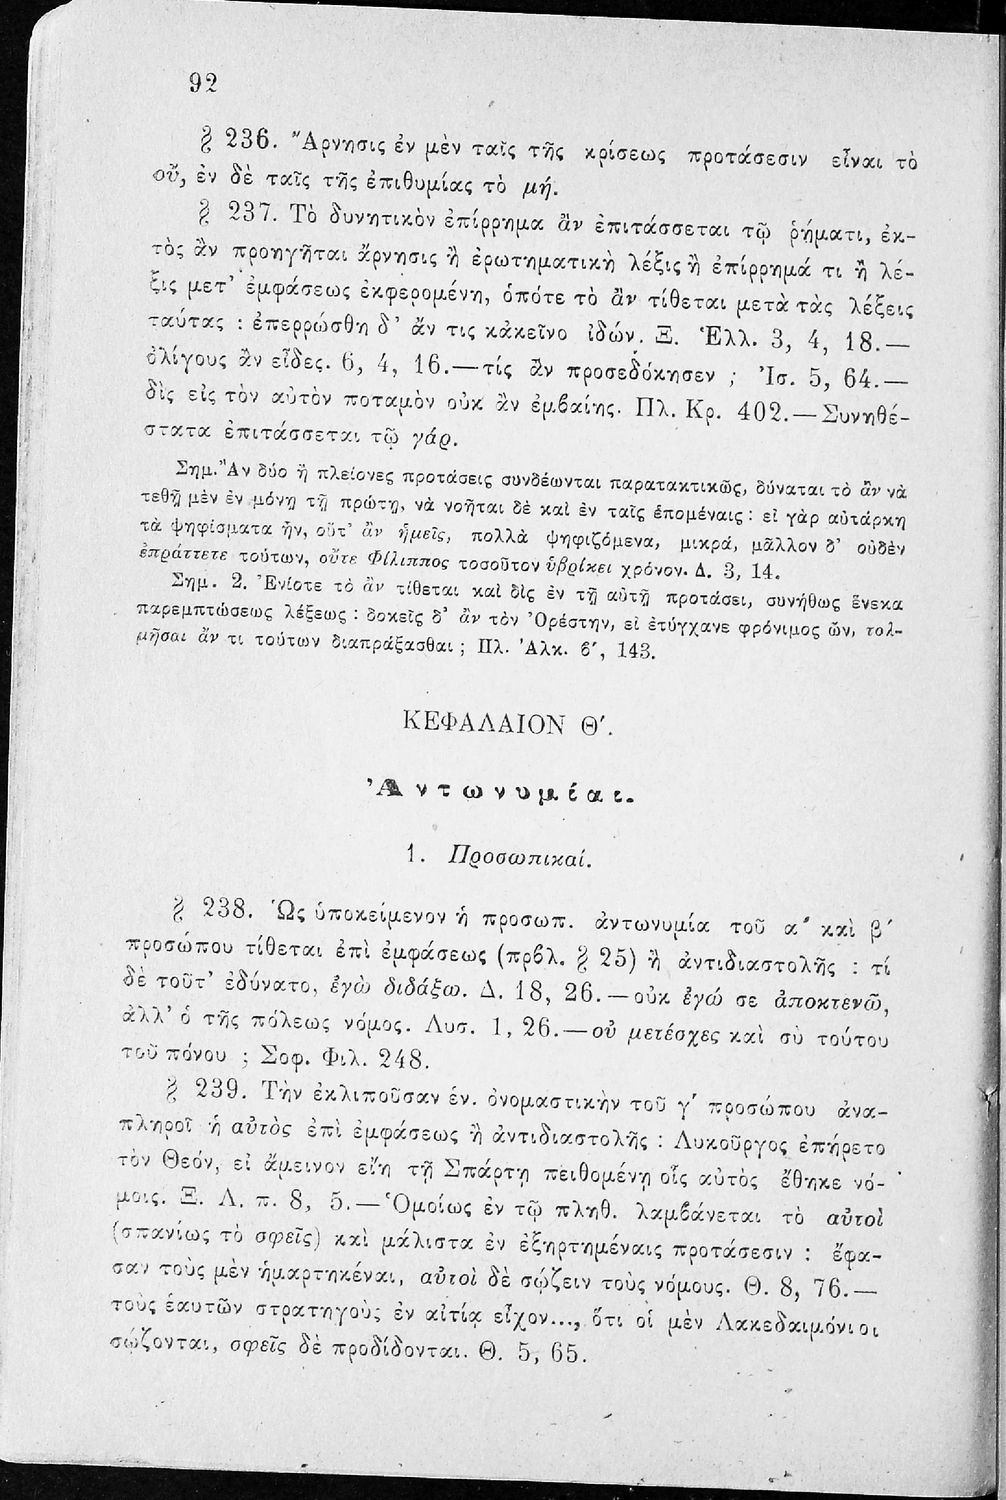 92
§ 236. Ἄρνησις ἐν μὲν ταῖς τῆς κρίσεως προτάσεσιν εἶναι τὸ
οὔ, ἐν δὲ ταῖς τῆς ἐπιθυμίας τὸ μή.
§ 237. Τὸ δυνητικὸν ἐπίρρημα ἂν ἐπιτάσσεται τῷ ῥήματι, ἐκ-
τὸς ἂν προηγῆται ἄρνησις ἢ ἐρωτηματικὴ λέξις ἢ ἐπίρρημά τι ἢ λέ-
ξις μετ’ ἐμφάσεως ἐκφερομένη, ὁπότε τὸ ἂν τίθεται μετὰ τὰς λέξεις
ταύτας : ἐπερρώσθη δ’ ἄν τις κἀκεῖνο ἰδών. Ξ. Ἑλλ. 3, 4, 18.—
ὀλίγους ἂν εἶδες. 6, 4, 16.—τίς ἂν προσεδόκησεν ; Ἰσ. 5, 64.—
δὶς εἰς τὸν αὐτὸν ποταμὸν οὐκ ἂν ἐμβαίης. Πλ. Κρ. 402.—Συνηθέ-
στατα ἐπιτάσσεται τῷ γάρ.
Σημ. Ἂν δύο ἢ πλείονες προτάσεις συνδέωνται παρατακτικῶς, δύναται τὸ ἂν νὰ
τεθῇ μὲν ἐν μόνῃ τῇ πρώτῃ, νὰ νοῆται δὲ καὶ ἐν ταῖς ἑπομέναις : εἰ γὰρ αὐτάρκη
τὰ ψηφίσματα ἦν, οὔτ’ ἂν ἡμεῖς, πολλὰ ψηφιζόμενα, μικρά, μᾶλλον δ’ οὐδὲν
ἐπράττετε τούτων, οὔτε Φίλιππος τοσοῦτον ὑβρίκει χρόνον. Δ. 3, 14.
Σημ. 2. Ἐνίοτε τὸ ἂν τίθεται καὶ δὶς ἐν τῇ αὐτῇ προτάσει, συνήθως ἕνεκα
παρεμπτώσεως λέξεως : δοκεῖς δ’ ἂν τὸν Ὀρέστην, εἰ ἐτύγχανε φρόνιμος ὤν, τολ-
μῆσαι ἄν τι τούτων διαπράξασθαι ; Πλ. Ἀλκ. β′, 143.
ΚΕΦΑΛΑΙΟΝ Θ′.
Ἀντωνυμίαι.
1. Προσωπικαί.
§ 238. Ὡς ὑποκείμενον ἡ προσωπ. ἀντωνυμία τοῦ α′ καὶ β′
προσώπου τίθεται ἐπὶ ἐμφάσεως (πρβλ. § 25) ἢ ἀντιδιαστολῆς : τί
δὲ τοῦτ’ ἐδύνατο, ἐγὼ διδάξω. Δ. 18, 26.—οὐκ ἐγώ σε ἀποκτενῶ,
ἀλλ’ ὁ τῆς πόλεως νόμος. Λυσ. 1, 26.—οὐ μετέσχες καὶ σὺ τούτου
τοῦ πόνου ; Σοφ. Φιλ. 248.
§ 239. Τὴν ἐκλιποῦσαν ἑν. ὀνομαστικὴν τοῦ γ′ προσώπου ἀνα-
πληροῖ ἡ αὐτὸς ἐπὶ ἐμφάσεως ἢ ἀντιδιαστολῆς : Λυκοῦργος ἐπήρετο
τὸν Θεόν, εἰ ἄμεινον εἴη τῇ Σπάρτῃ πειθομένῃ οἷς αὐτὸς ἔθηκε νό-
μοις. Ξ. Λ. π. 8, 5.—Ὁμοίως ἐν τῷ πληθ. λαμβάνεται τὸ αὐτοὶ
(σπανίως τὸ σφεῖς) καὶ μάλιστα ἐν ἐξηρτημέναις προτάσεσιν : ἔφα-
σαν τοὺς μὲν ἡμαρτηκέναι, αὐτοὶ δὲ σῴζειν τοὺς νόμους. Θ. 8, 76.—
τοὺς ἑαυτῶν στρατηγοὺς ἐν αἰτίᾳ εἶχον..., ὅτι οἱ μὲν Λακεδαιμόνιοι
σῴζονται, σφεῖς δὲ προδίδονται. Θ. 5, 65.